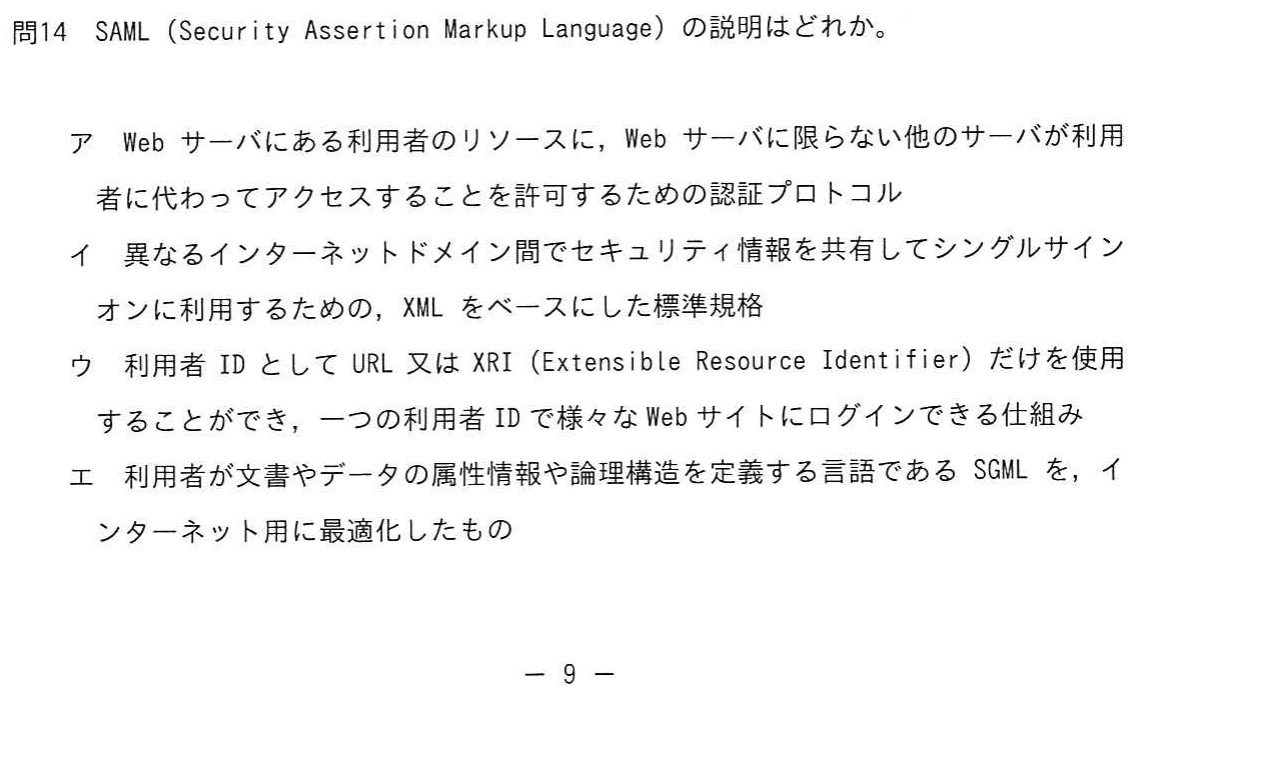 問14 SAML (Security Assertion Markup Language) の説明はどれか。
ア Web サーバにある利用者のリソースに，Web サーバに限らない他のサーバが利用
者に代わってアクセスすることを許可するための認証プロトコル
イ 異なるインターネットドメイン間でセキュリティ情報を共有してシングルサイン
オンに利用するための，XML をベースにした標準規格
ウ 利用者 ID として URL 又は XRI (Extensible Resource Identifier) だけを使用
することができ，一つの利用者 ID で様々な Web サイトにログインできる仕組み
エ 利用者が文書やデータの属性情報や論理構造を定義する言語である SGML を，イ
ンターネット用に最適化したもの
－ 9 －